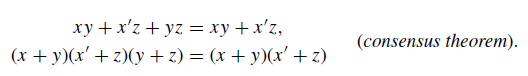 xy + x′z + yz = xy + x′z,
(x + y)(x′ + z)(y + z) = (x + y)(x′ + z)
(consensus theorem).